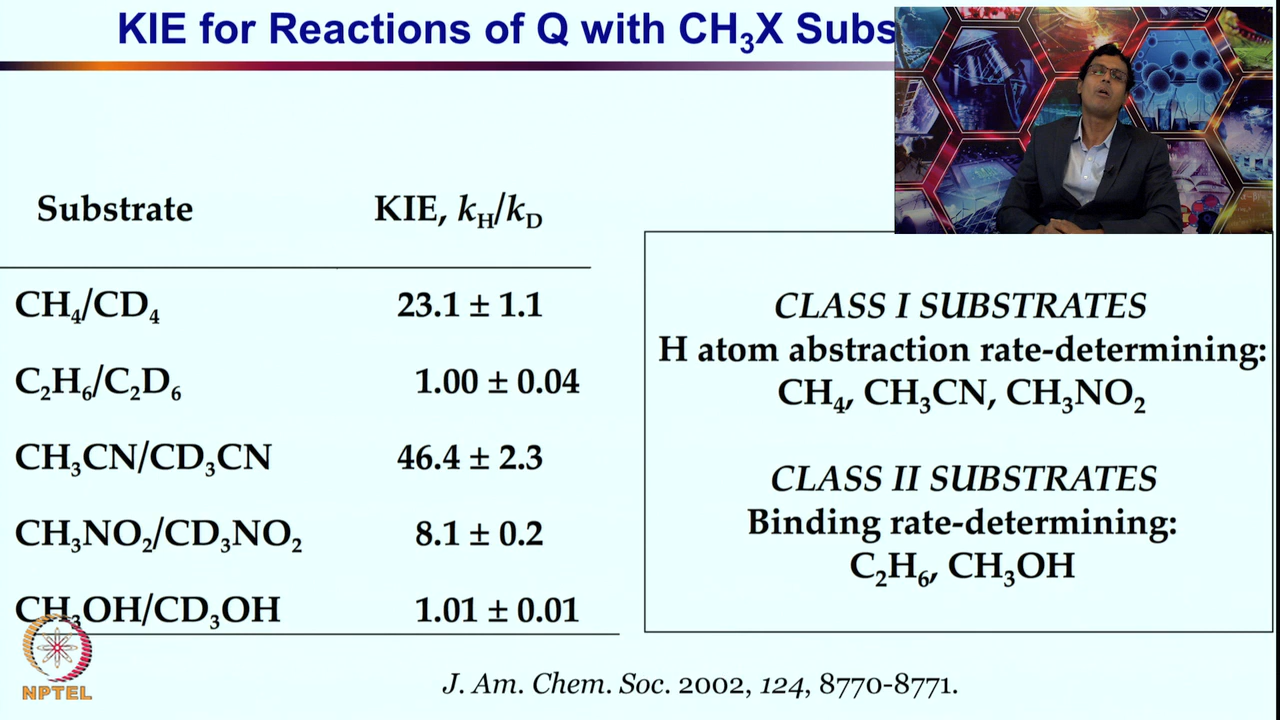 KIE for Reactions of Q with CH₃X Subs
Substrate KIE, kH/kD
CH₄/CD₄ 23.1 ± 1.1
C₂H₆/C₂D₆ 1.00 ± 0.04
CH₃CN/CD₃CN 46.4 ± 2.3
CH₃NO₂/CD₃NO₂ 8.1 ± 0.2
CH₃OH/CD₃OH 1.01 ± 0.01
CLASS I SUBSTRATES
H atom abstraction rate-determining:
CH₄, CH₃CN, CH₃NO₂
CLASS II SUBSTRATES
Binding rate-determining:
C₂H₆, CH₃OH
J. Am. Chem. Soc. 2002, 124, 8770-8771.
NPTEL